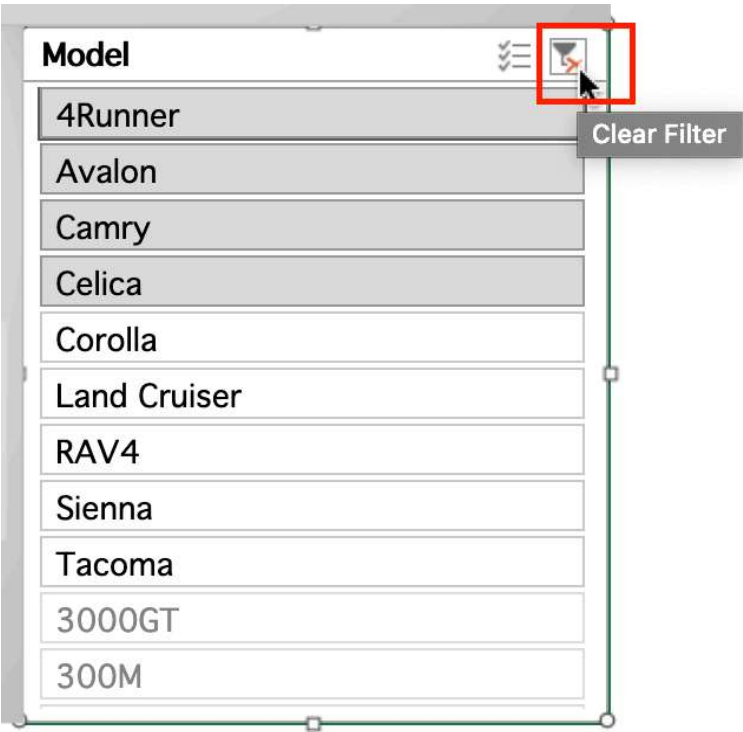 Model
Clear Filter
4Runner
Avalon
Camry
Celica
Corolla
Land Cruiser
RAV4
Sienna
Tacoma
3000GT
300M